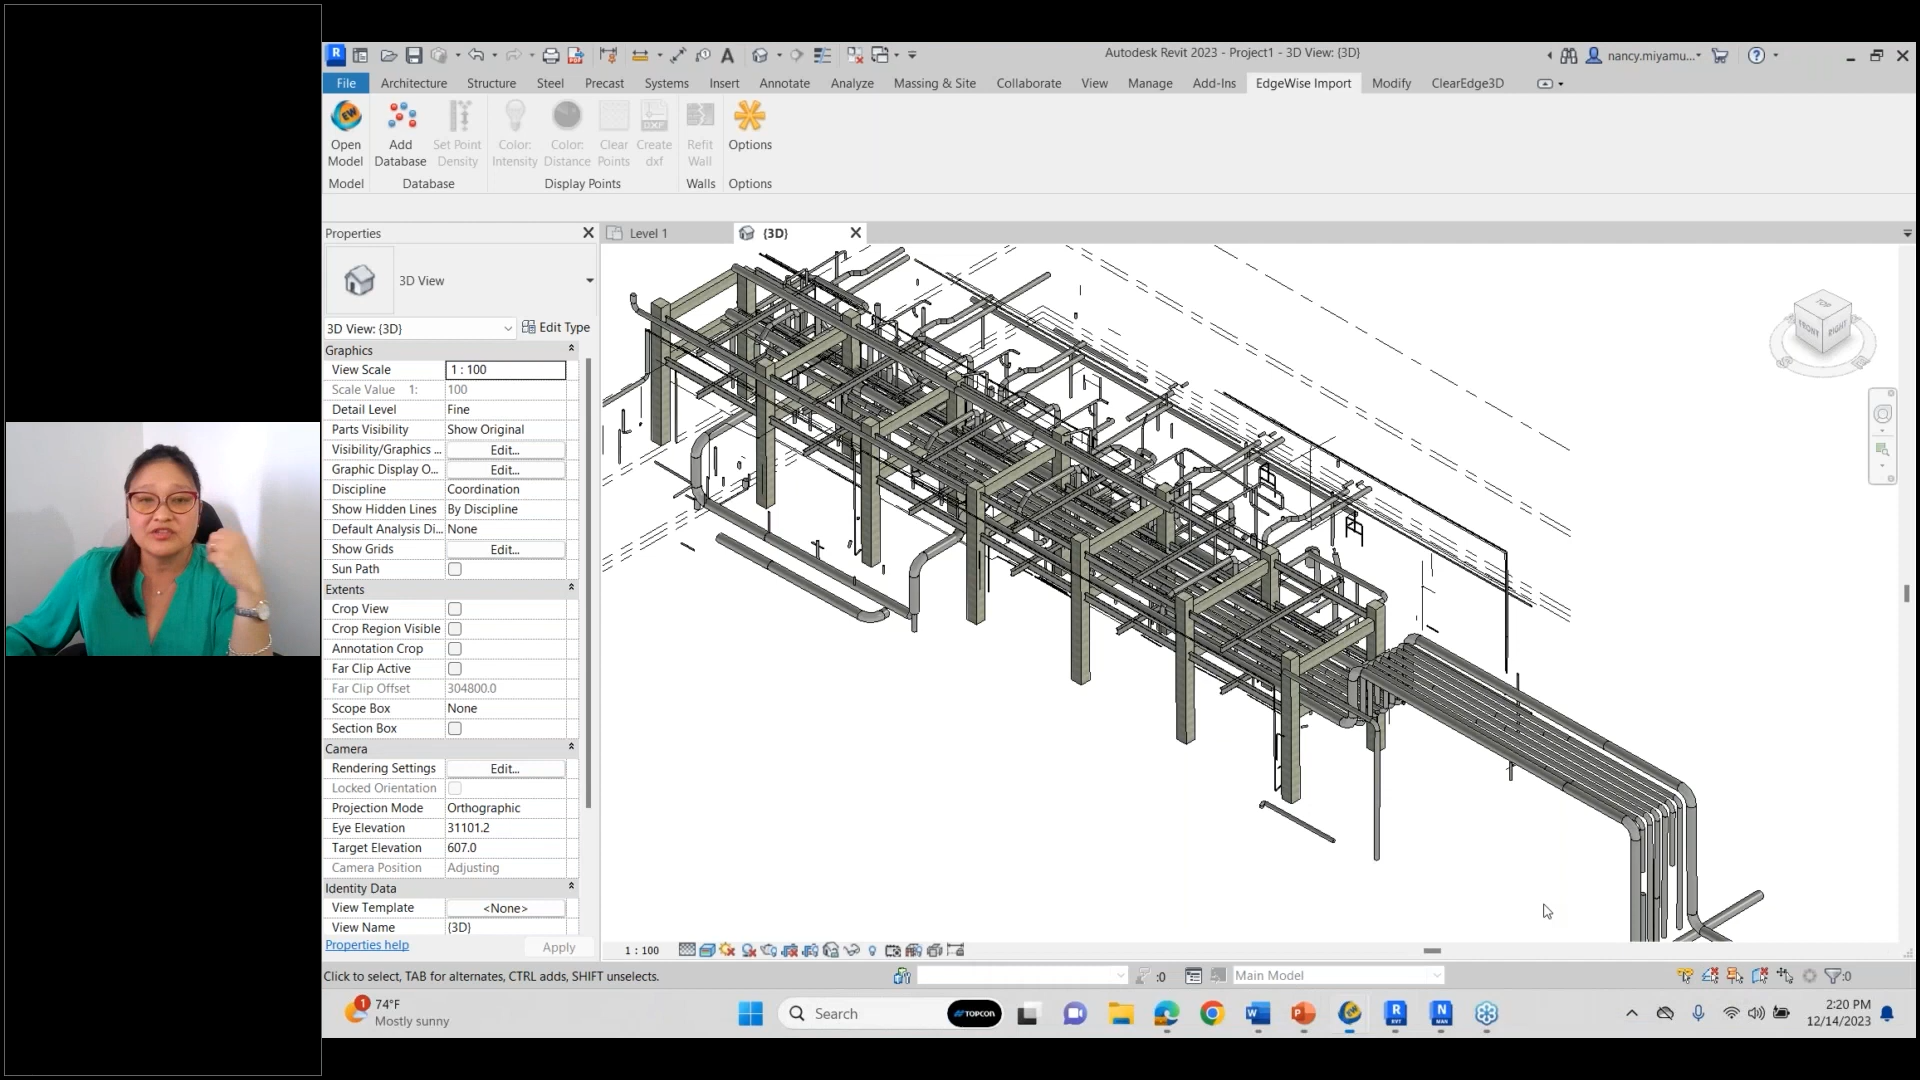 Autodesk Revit 2023 - Project1 - 3D View: {3D}
nancy.miyamu...
File Architecture Structure Steel Precast Systems Insert Annotate Analyze Massing & Site Collaborate View Manage Add-Ins EdgeWise Import Modify ClearEdge3D
Open Add Set Point Color: Color: Clear Create Refit Options
Model Database Density Intensity Distance Points dxf Wall
Model Database Display Points Walls Options
Properties
Level 1
{3D}
3D View
3D View: {3D}
Edit Type
Graphics
View Scale 1 : 100
Scale Value 1: 100
Detail Level Fine
Parts Visibility Show Original
Visibility/Graphics ... Edit...
Graphic Display O... Edit...
Discipline Coordination
Show Hidden Lines By Discipline
Default Analysis Di... None
Show Grids Edit...
Sun Path
Extents
Crop View
Crop Region Visible
Annotation Crop
Far Clip Active
Far Clip Offset 304800.0
Scope Box None
Section Box
Camera
Rendering Settings Edit...
Locked Orientation
Projection Mode Orthographic
Eye Elevation 31101.2
Target Elevation 607.0
Camera Position Adjusting
Identity Data
View Template <None>
View Name {3D}
Properties help
Apply
TOP
FRONT RIGHT
1 : 100
Click to select, TAB for alternates, CTRL adds, SHIFT unselects.
:0
Main Model
:0
1
74°F
Mostly sunny
Search
TOPCON
2:20 PM
12/14/2023